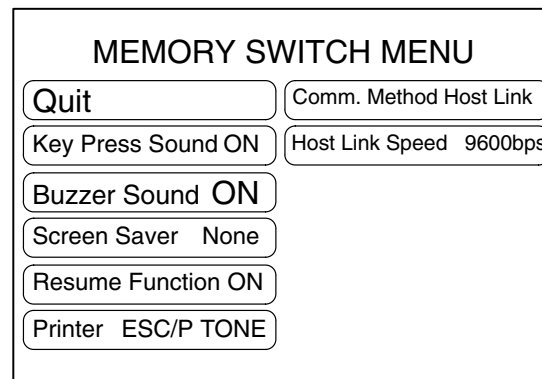 MEMORY SWITCH MENU
Quit
Key Press Sound ON
Buzzer Sound ON
Screen Saver None
Resume Function ON
Printer ESC/P TONE
Comm. Method Host Link
Host Link Speed 9600bps